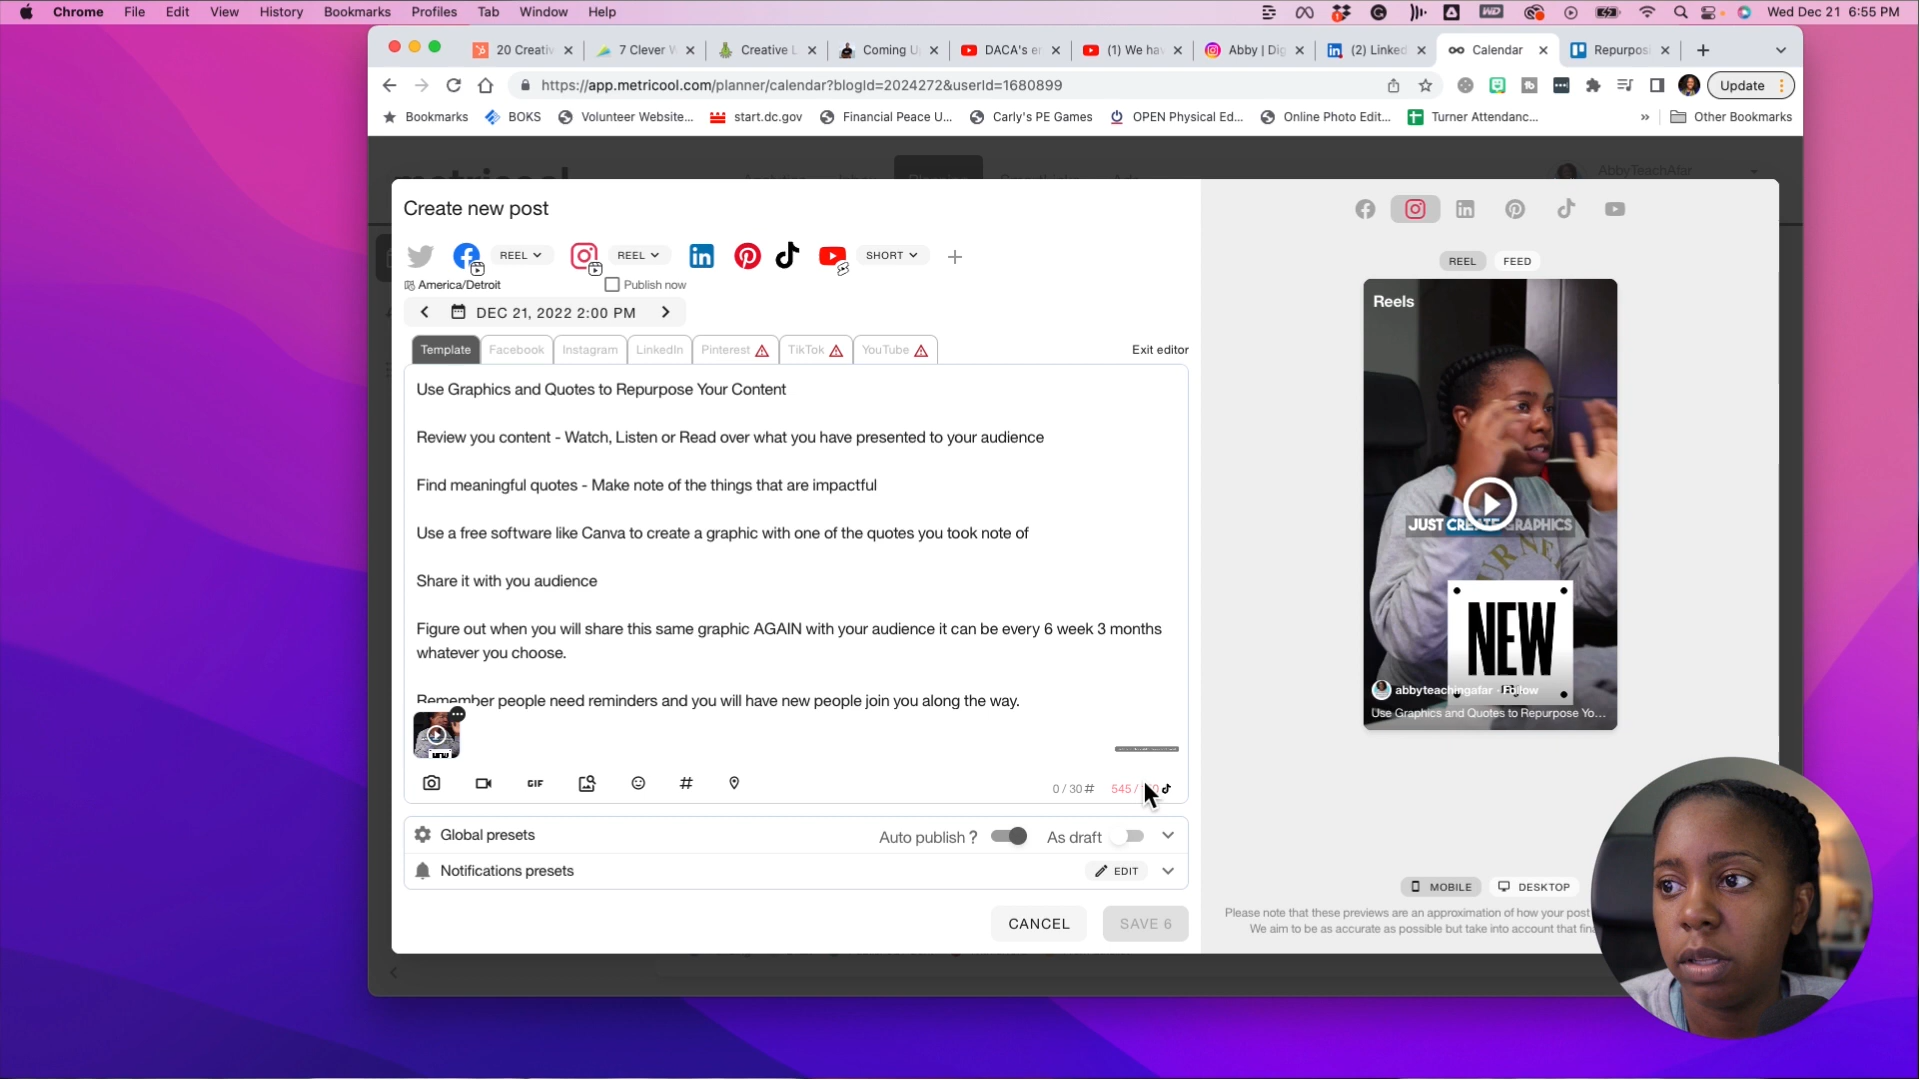 Chrome File Edit View History Bookmarks Profiles Tab Window Help Wed Dec 21 6:55 PM
20 Creativ 7 Clever W Creative L Coming U DACA's er (1) We hav Abby | Dig (2) Linked Calendar Repurpos
https://app.metricool.com/planner/calendar?blogId=2024272&userId=1680899 Update
Bookmarks BOKS Volunteer Website... start.dc.gov Financial Peace U... Carly's PE Games OPEN Physical Ed... Online Photo Edit... Turner Attendanc... » Other Bookmarks
AbbyTeachAfar
Create new post
REEL REEL SHORT
America/Detroit Publish now
DEC 21, 2022 2:00 PM
Template Facebook Instagram LinkedIn Pinterest TikTok YouTube Exit editor
Use Graphics and Quotes to Repurpose Your Content
Review you content - Watch, Listen or Read over what you have presented to your audience
Find meaningful quotes - Make note of the things that are impactful
Use a free software like Canva to create a graphic with one of the quotes you took note of
Share it with you audience
Figure out when you will share this same graphic AGAIN with your audience it can be every 6 week 3 months
whatever you choose.
Remember people need reminders and you will have new people join you along the way.
GIF # 0 / 30 # 545 /
Global presets Auto publish ? As draft
Notifications presets EDIT
CANCEL SAVE 6
REEL FEED
Reels
JUST CREATE GRAPHICS
NEW
abbyteachingafar · Follow
Use Graphics and Quotes to Repurpose Yo...
MOBILE DESKTOP
Please note that these previews are an approximation of how your post
We aim to be as accurate as possible but take into account that fina